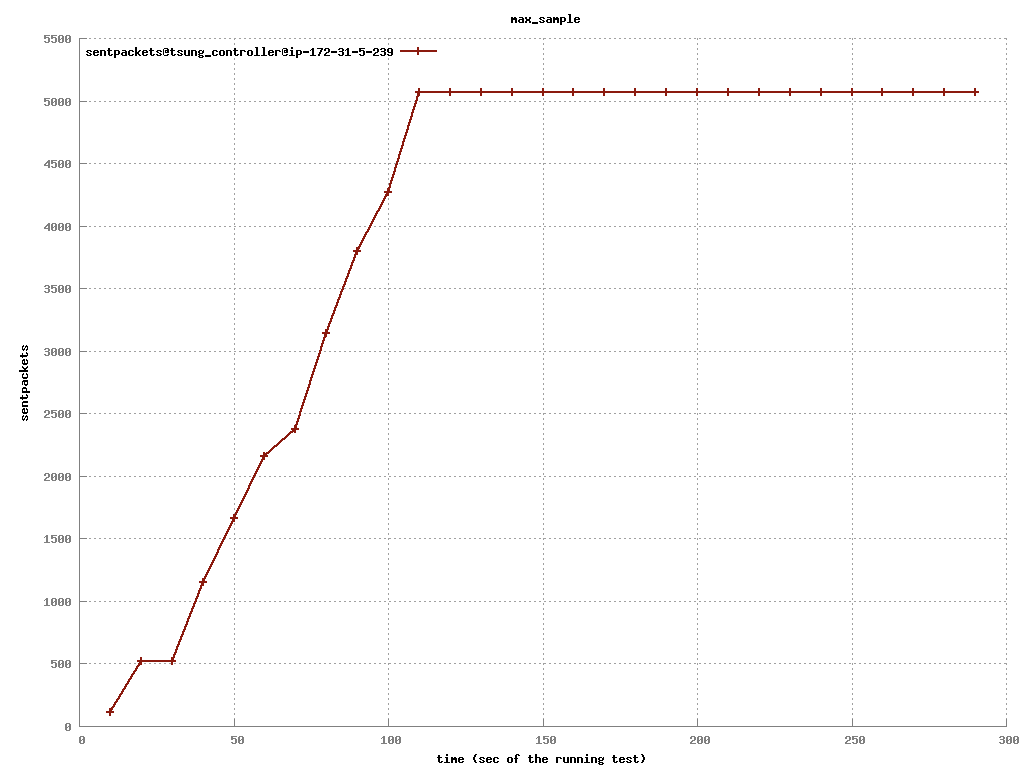 max_sample
sentpackets@tsung_controller@ip-172-31-5-239
5500
5000
4500
4000
3500
3000
2500
2000
1500
1000
500
0
sentpackets
0 50 100 150 200 250 300
time (sec of the running test)